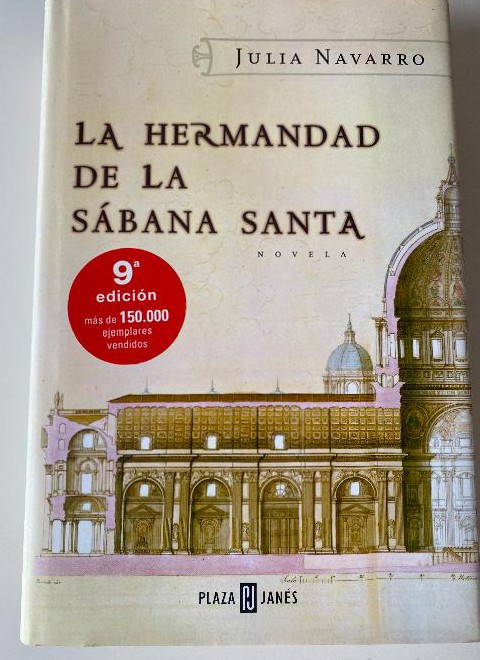 JULIA NAVARRO
LA HERMANDAD
DE LA
SÁBANA SANTA
NOVELA
9ª
edición
más de 150.000
ejemplares
vendidos
PLAZA JANÉS